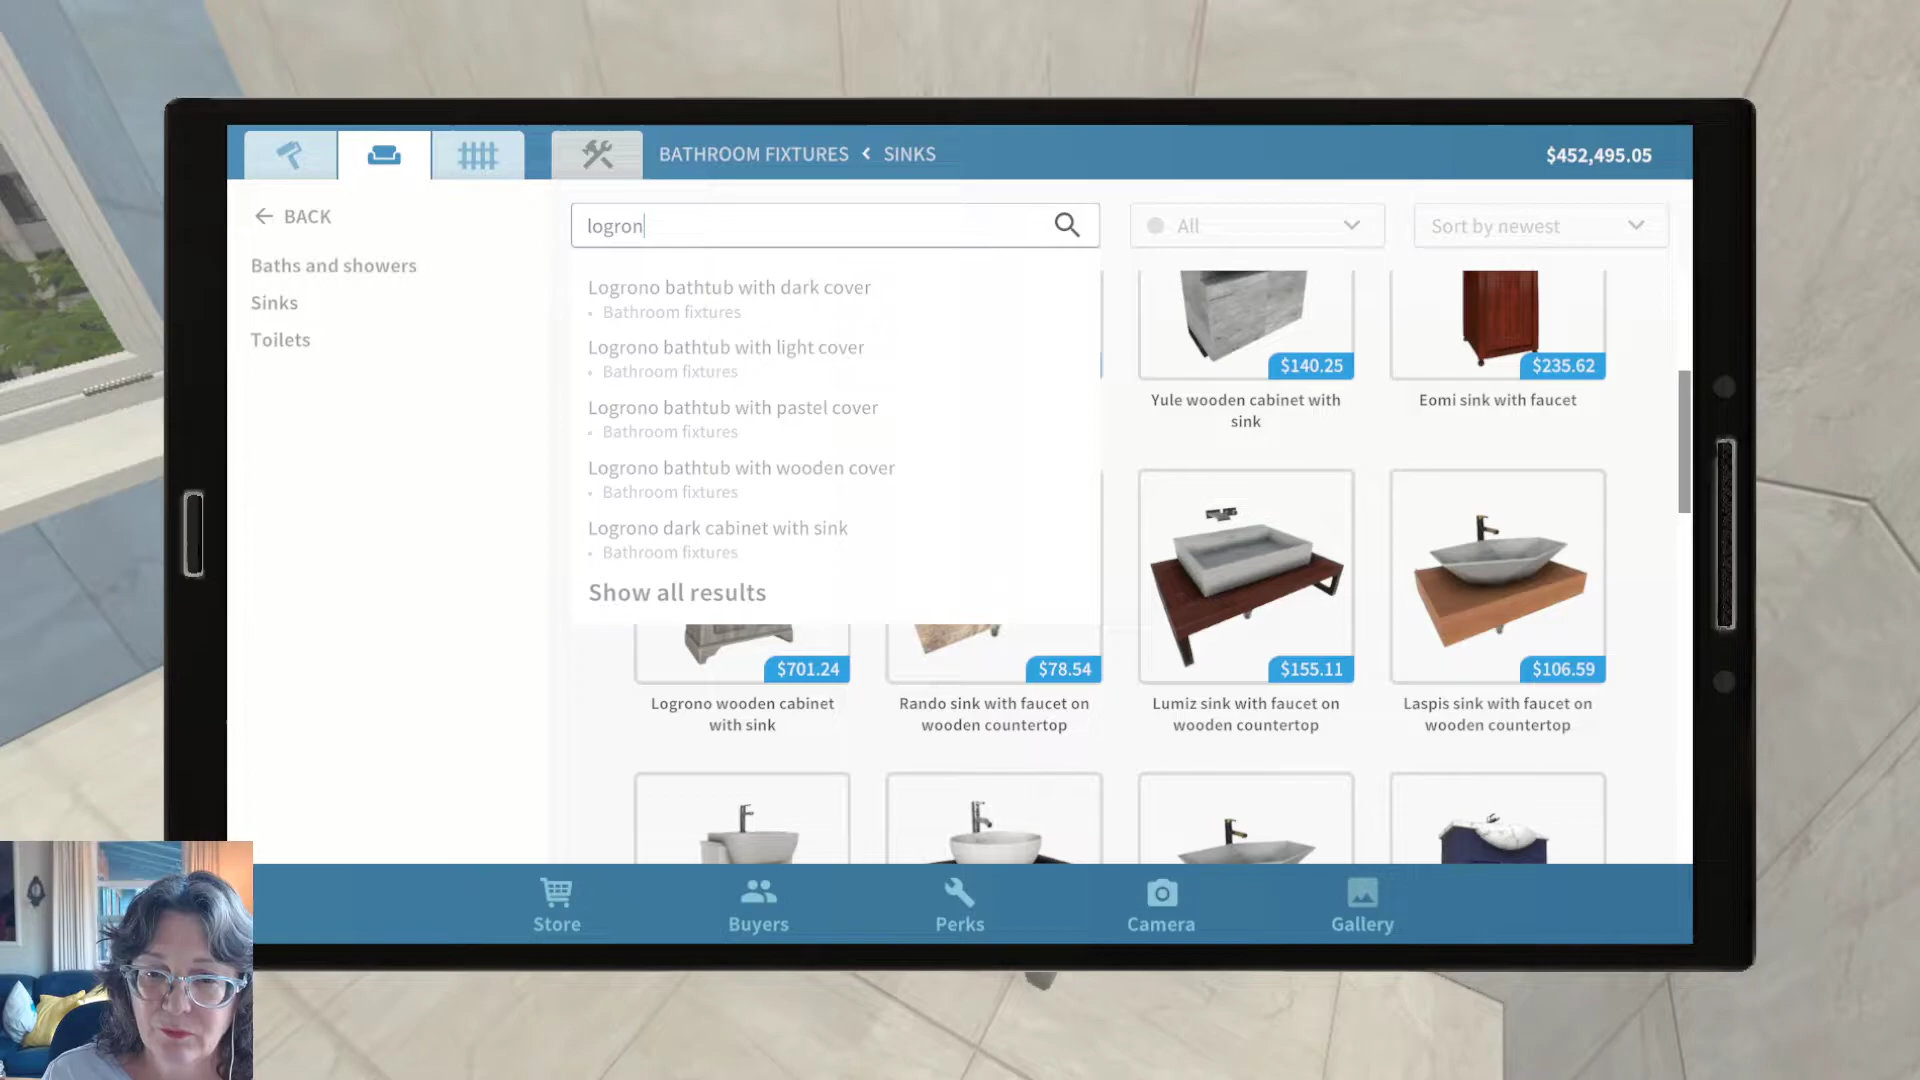 BATHROOM FIXTURES
SINKS
$452,495.05
BACK
Baths and showers
Sinks
Toilets
logron
All
Sort by newest
Logrono bathtub with dark cover
• Bathroom fixtures
Logrono bathtub with light cover
• Bathroom fixtures
Logrono bathtub with pastel cover
• Bathroom fixtures
Logrono bathtub with wooden cover
• Bathroom fixtures
Logrono dark cabinet with sink
• Bathroom fixtures
Show all results
$140.25
Yule wooden cabinet with
sink
$235.62
Eomi sink with faucet
$701.24
Logrono wooden cabinet
with sink
$78.54
Rando sink with faucet on
wooden countertop
$155.11
Lumiz sink with faucet on
wooden countertop
$106.59
Laspis sink with faucet on
wooden countertop
Store
Buyers
Perks
Camera
Gallery